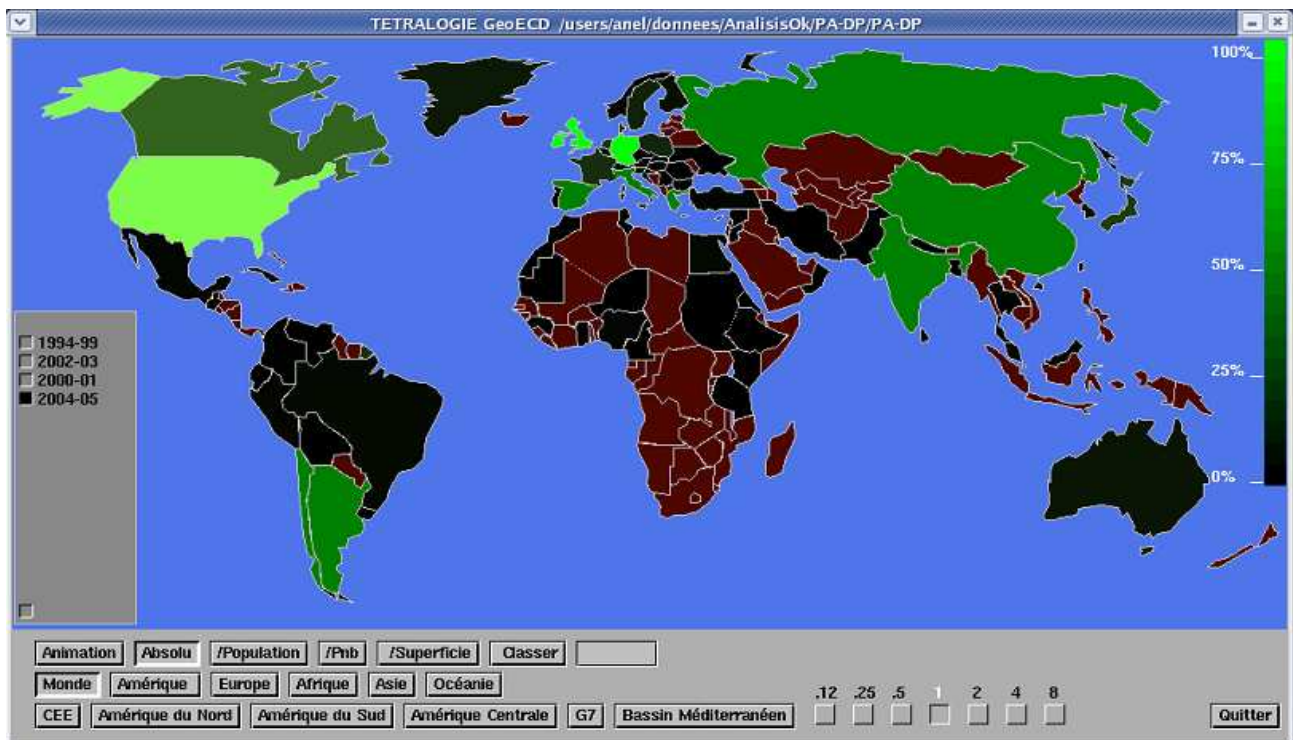 TETRALOGIE GeoECD /users/anel/donnees/AnalisisOk/PA-DP/PA-DP
100%
75%
50%
25%
0%
1994-99
2002-03
2000-01
2004-05
Animation Absolu /Population /Pnb /Superficie Classer
Monde Amérique Europe Afrique Asie Océanie
.12 .25 .5 1 2 4 8
CEE Amérique du Nord Amérique du Sud Amérique Centrale G7 Bassin Méditerranéen Quitter